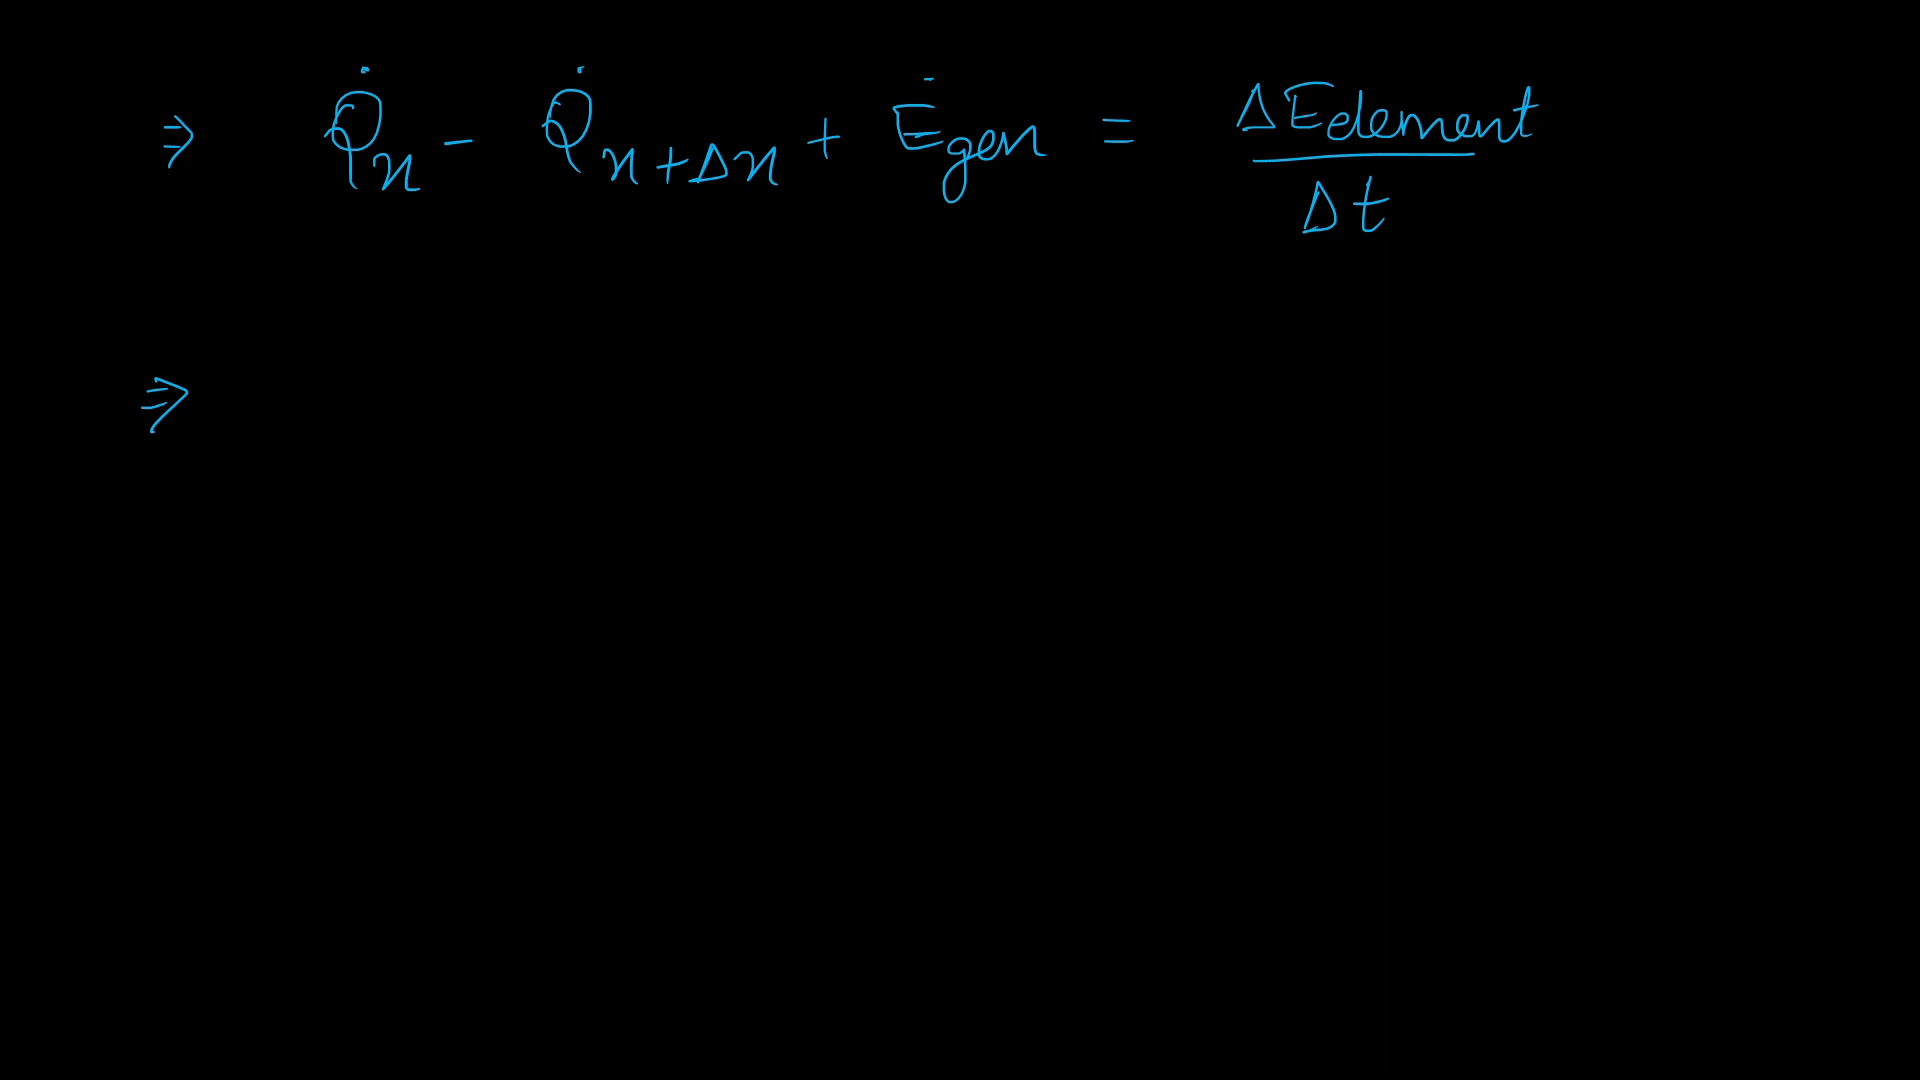 ⇒ Q̇x - Q̇x+Δx + Ėgen = ΔEelement / Δt
⇒